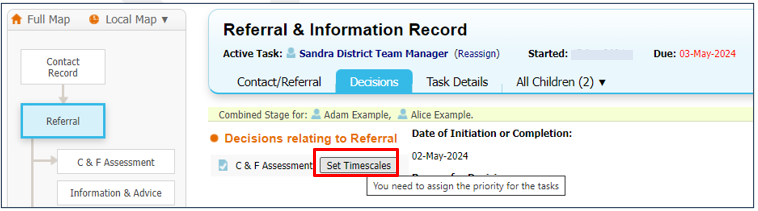 Full Map Local Map ▼
Contact
Record
Referral
C & F Assessment
Information & Advice
Referral & Information Record
Active Task: Sandra District Team Manager (Reassign) Started: Due: 03-May-2024
Contact/Referral Decisions Task Details All Children (2) ▼
Combined Stage for: Adam Example, Alice Example.
Decisions relating to Referral
C & F Assessment Set Timescales
Date of Initiation or Completion:
02-May-2024
You need to assign the priority for the tasks